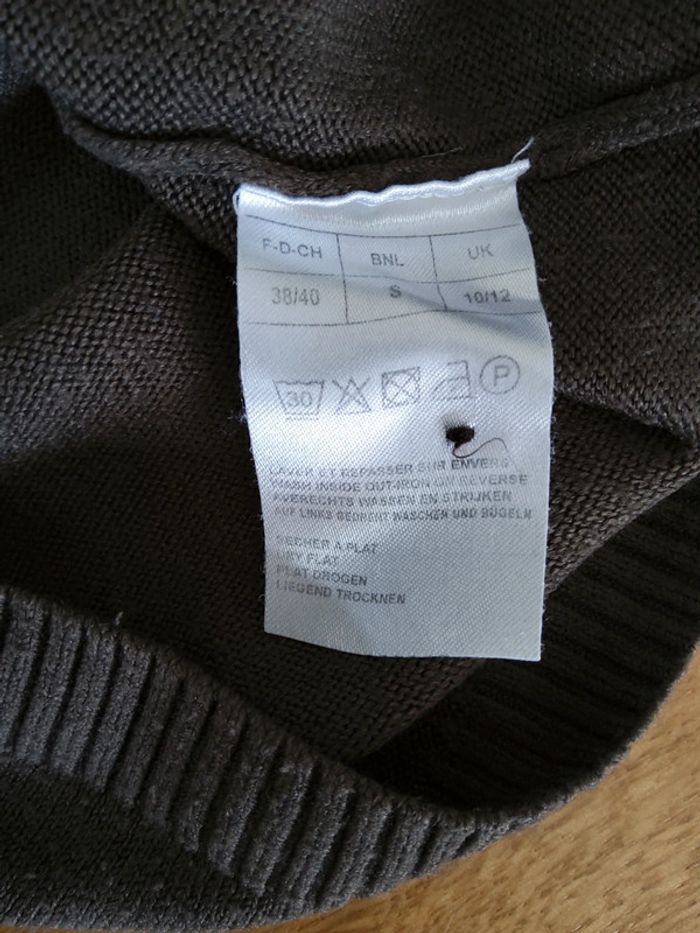 F-D-CH BNL UK
38/40 S 10/12
30 P
LAVER ET REPASSER SUR ENVERS
WASH INSIDE OUT-IRON ON REVERSE
AVERECHTS WASSEN EN STRIJKEN
AUF LINKS GEDREHT WASCHEN UND BÜGELN
SECHER A PLAT
DRY FLAT
PLAT DROGEN
LIEGEND TROCKNEN